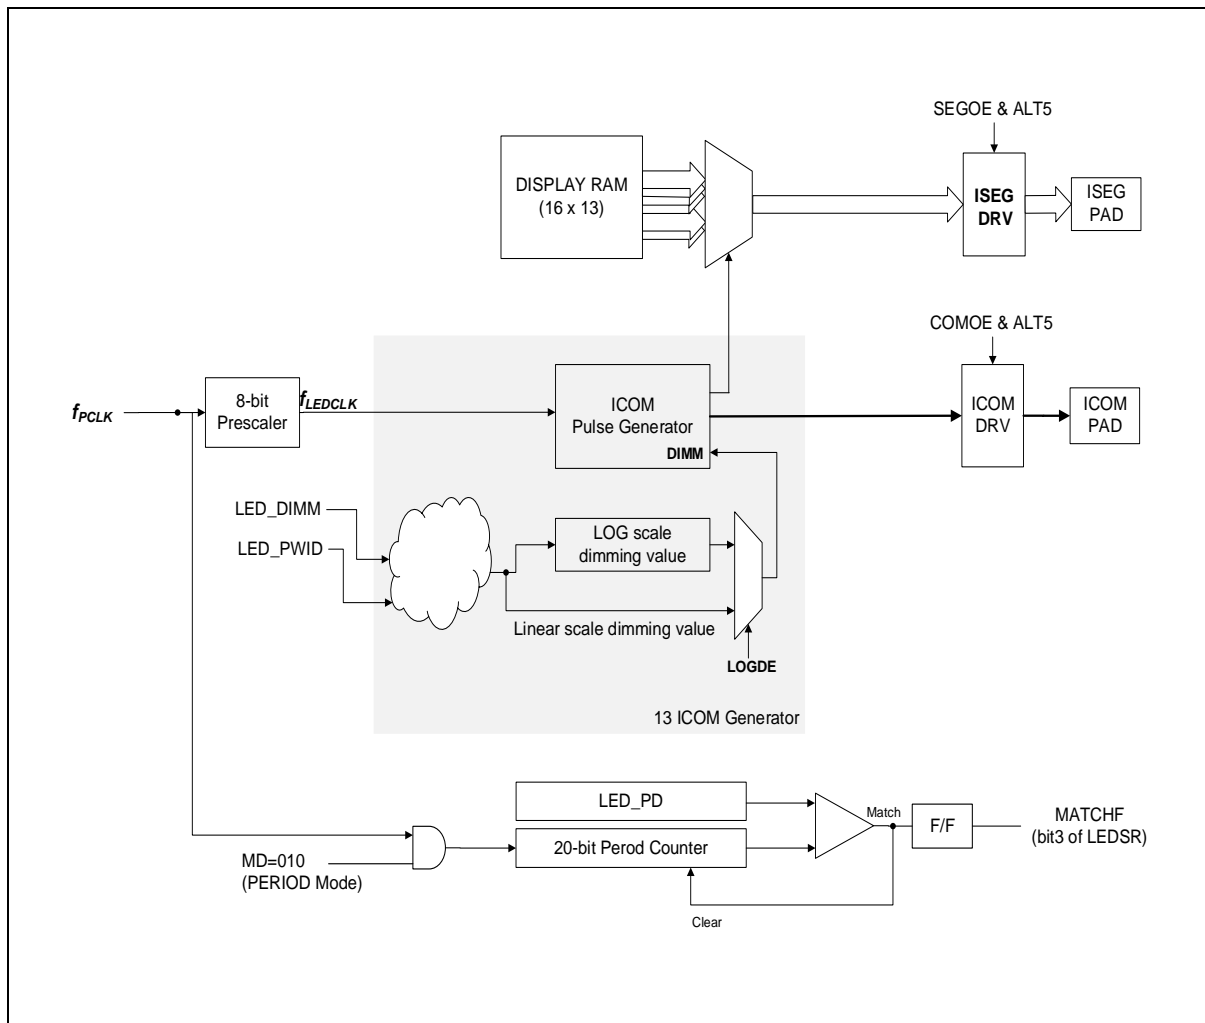 SEGOE & ALT5
DISPLAY RAM
(16 x 13)
ISEG
DRV
ISEG
PAD
COMOE & ALT5
fPCLK
8-bit
Prescaler
fLEDCLK
ICOM
Pulse Generator
DIMM
ICOM
DRV
ICOM
PAD
LED_DIMM
LED_PWID
LOG scale
dimming value
Linear scale dimming value
LOGDE
13 ICOM Generator
LED_PD
Match
F/F
MATCHF
(bit3 of LEDSR)
20-bit Perod Counter
MD=010
(PERIOD Mode)
Clear